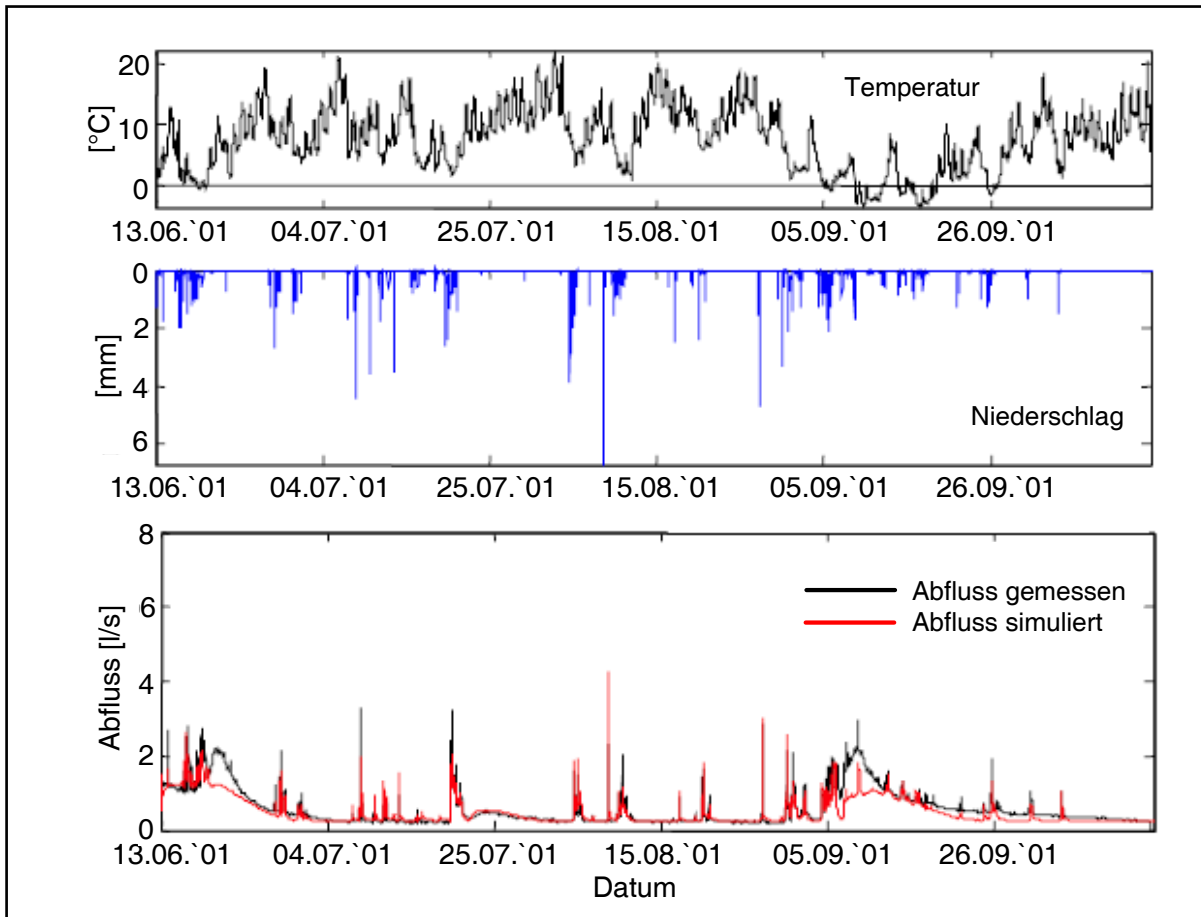 20
10
0
[°C]
Temperatur
13.06.`01 04.07.`01 25.07.`01 15.08.`01 05.09.`01 26.09.`01
0
2
4
6
[mm]
Niederschlag
13.06.`01 04.07.`01 25.07.`01 15.08.`01 05.09.`01 26.09.`01
8
6
4
2
0
Abfluss [l/s]
Abfluss gemessen
Abfluss simuliert
13.06.`01 04.07.`01 25.07.`01 15.08.`01 05.09.`01 26.09.`01
Datum